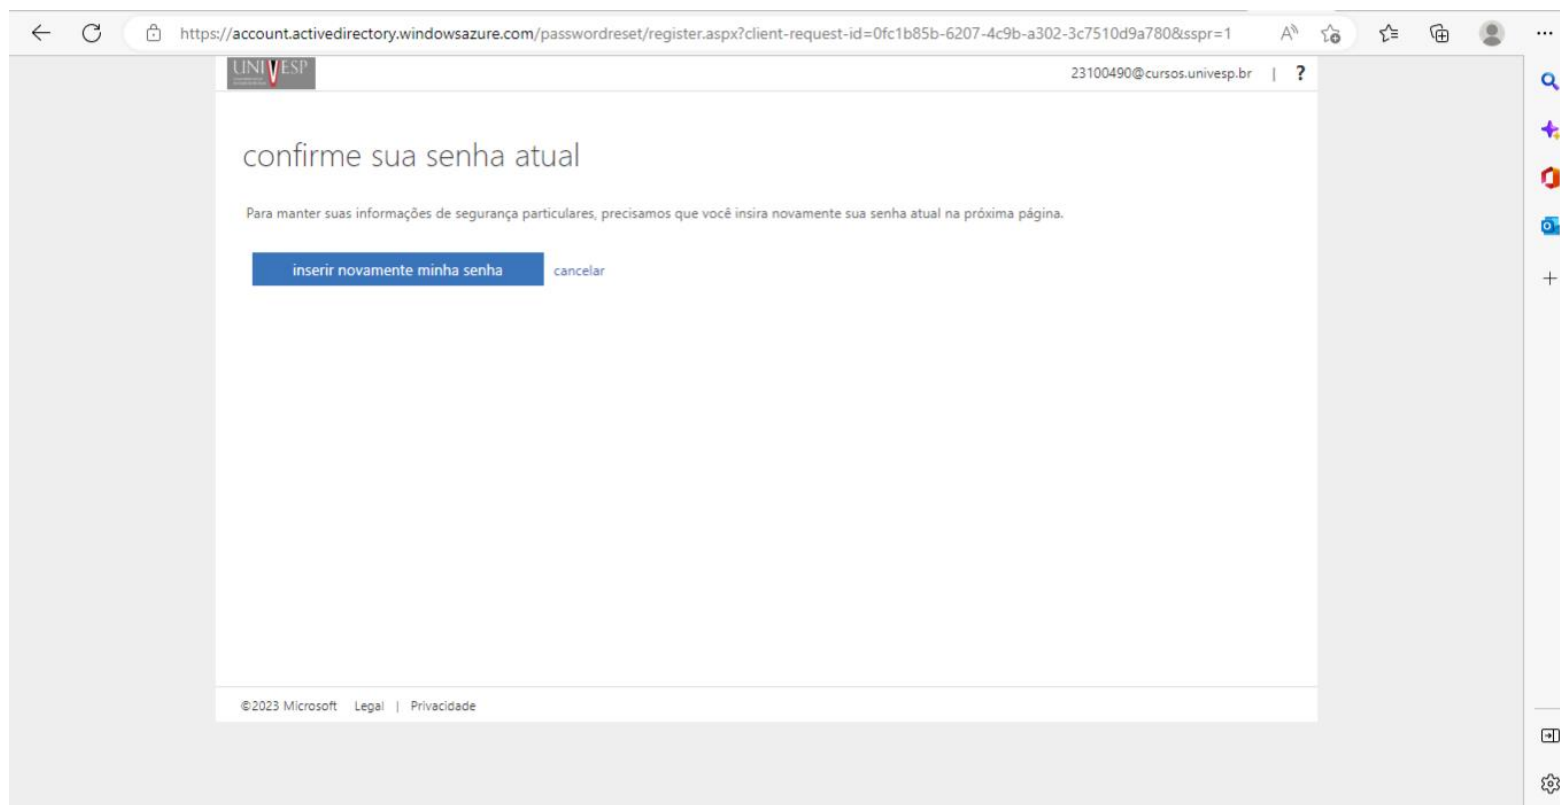 https://account.activedirectory.windowsazure.com/passwordreset/register.aspx?client-request-id=0fc1b85b-6207-4c9b-a302-3c7510d9a780&sspr=1
UNIVESP
23100490@cursos.univesp.br | ?
confirme sua senha atual
Para manter suas informações de segurança particulares, precisamos que você insira novamente sua senha atual na próxima página.
inserir novamente minha senha cancelar
©2023 Microsoft Legal | Privacidade